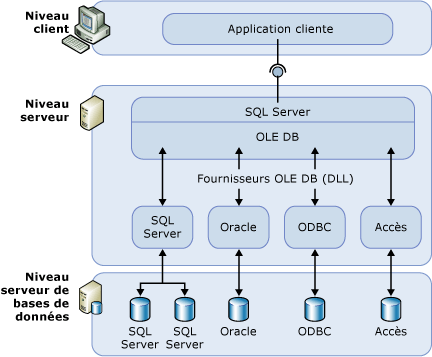 Niveau
client
Application cliente
Niveau
serveur
SQL Server
OLE DB
Fournisseurs OLE DB (DLL)
SQL
Server
Oracle
ODBC
Accès
Niveau
serveur de
bases de
données
SQL
Server
SQL
Server
Oracle
ODBC
Accès